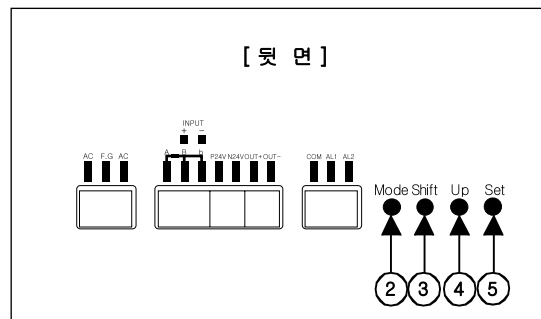 [ 뒷 면 ]
INPUT
+ −
A B b
AC F.G AC P24V N24V OUT+ OUT− COM AL1 AL2
Mode Shift Up Set
② ③ ④ ⑤